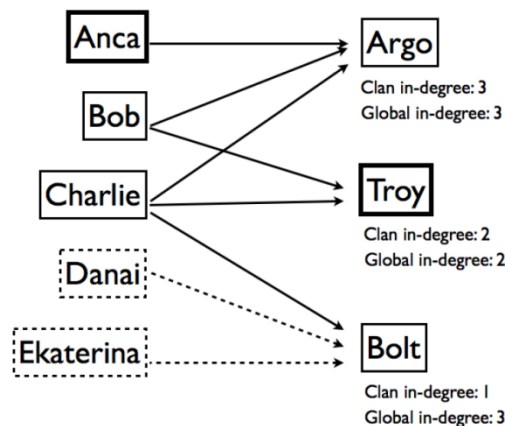 Anca
Argo
Clan in-degree: 3
Global in-degree: 3
Bob
Charlie
Troy
Clan in-degree: 2
Global in-degree: 2
Danai
Ekaterina
Bolt
Clan in-degree: 1
Global in-degree: 3